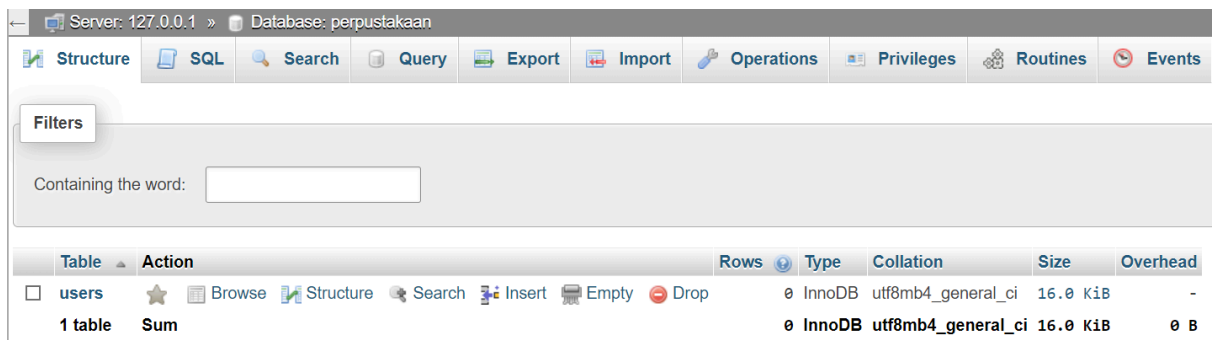 ← Server: 127.0.0.1 » Database: perpustakaan
Structure SQL Search Query Export Import Operations Privileges Routines Events
Filters
Containing the word:
Table Action Rows Type Collation Size Overhead
users Browse Structure Search Insert Empty Drop 0 InnoDB utf8mb4_general_ci 16.0 KiB -
1 table Sum 0 InnoDB utf8mb4_general_ci 16.0 KiB 0 B